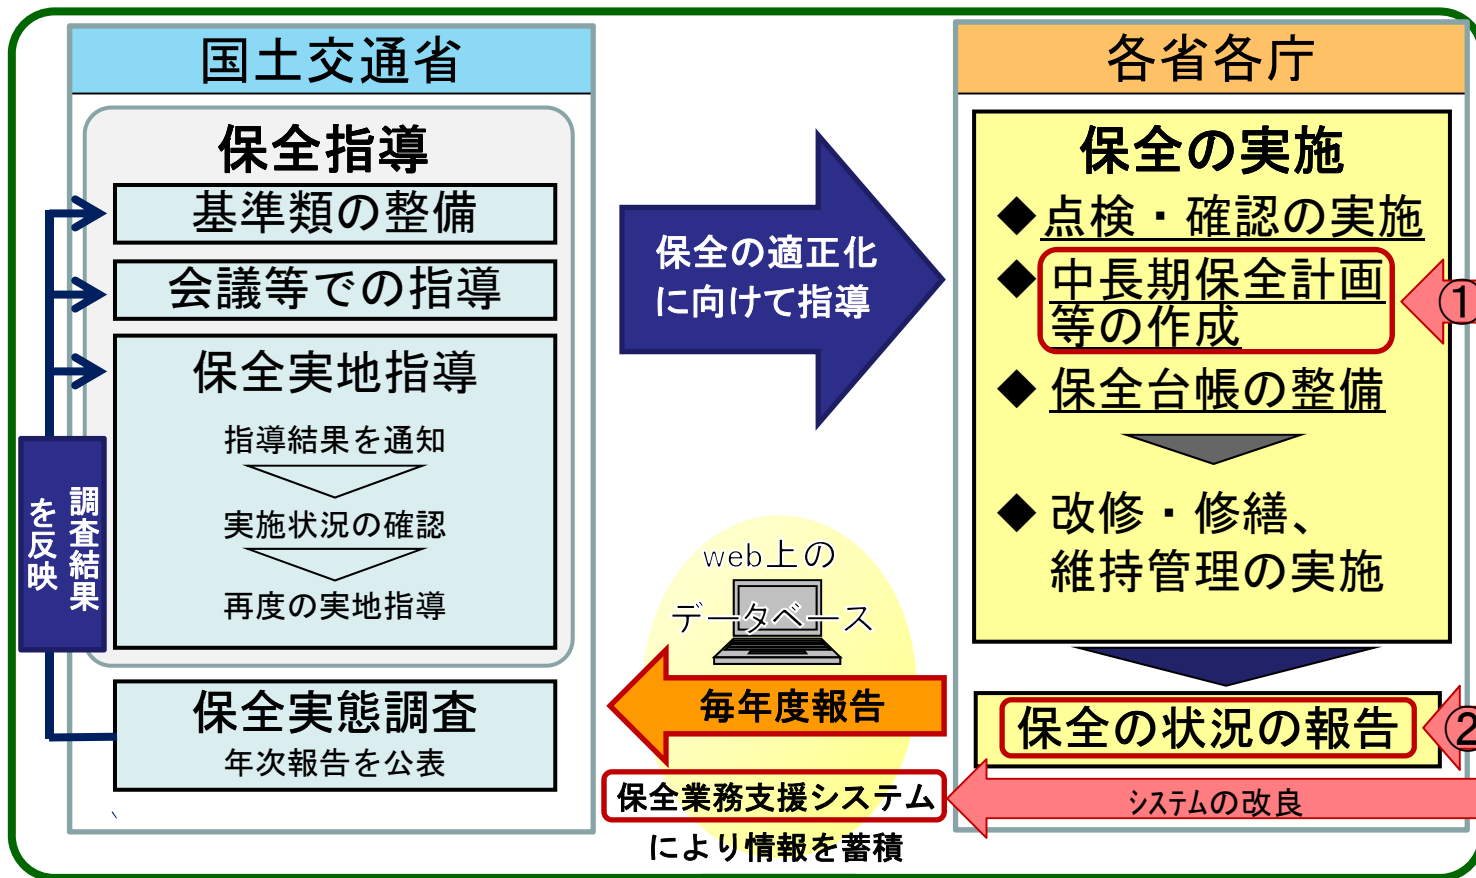 国土交通省
保全指導
基準類の整備
会議等での指導
保全実地指導
指導結果を通知
実施状況の確認
再度の実地指導
調査結果
を反映
保全実態調査
年次報告を公表
、
保全の適正化
に向けて指導
web上の
データベース
毎年度報告
保全業務支援システム
により情報を蓄積
各省各庁
保全の実施
◆点検・確認の実施
◆中長期保全計画
等の作成
①
◆保全台帳の整備
◆改修・修繕、
維持管理の実施
保全の状況の報告
②
システムの改良